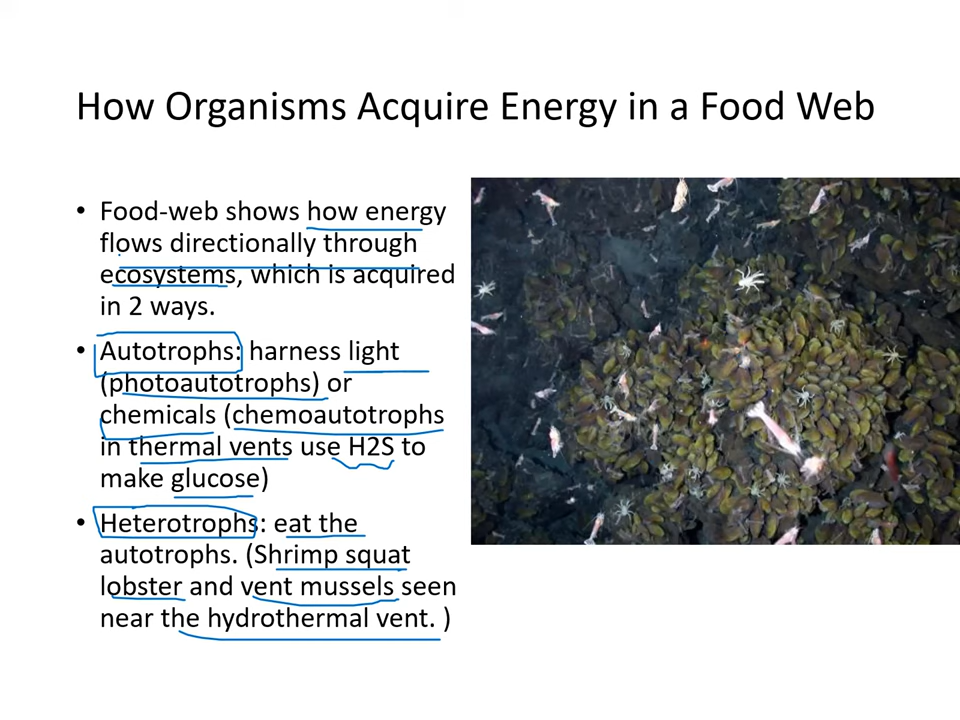 How Organisms Acquire Energy in a Food Web
• Food-web shows how energy
flows directionally through
ecosystems, which is acquired
in 2 ways.
• Autotrophs: harness light
(photoautotrophs) or
chemicals (chemoautotrophs
in thermal vents use H2S to
make glucose)
• Heterotrophs: eat the
autotrophs. (Shrimp squat
lobster and vent mussels seen
near the hydrothermal vent. )